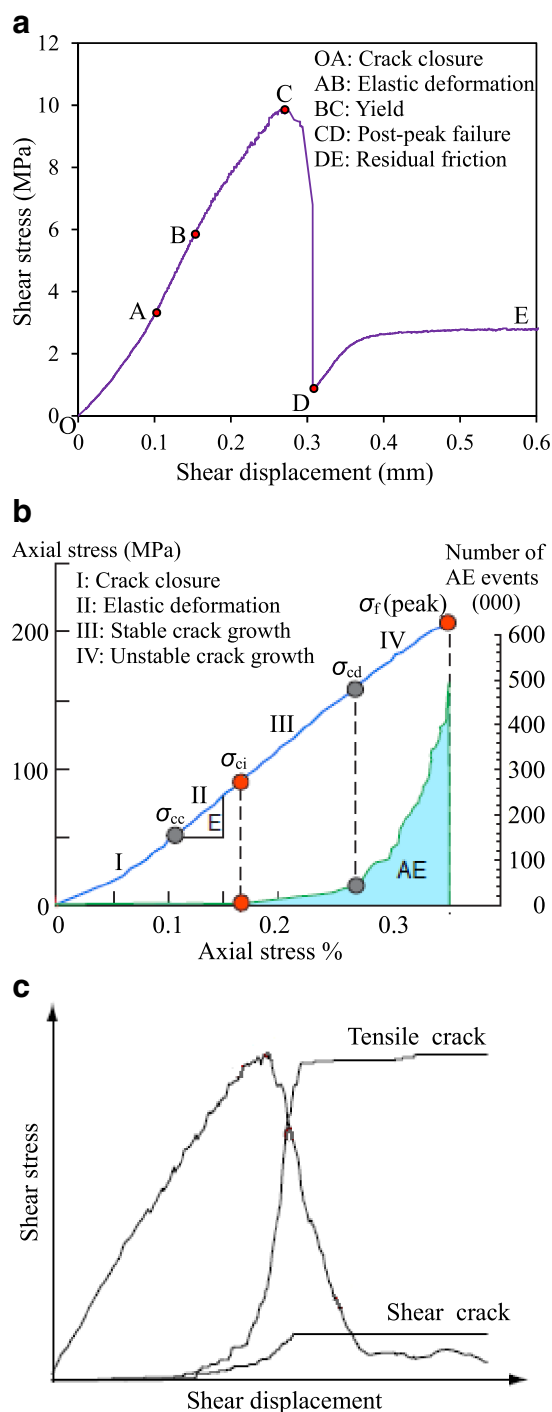 a
12
10
8
6
4
2
0
O
A
B
C
D
E
OA: Crack closure
AB: Elastic deformation
BC: Yield
CD: Post-peak failure
DE: Residual friction
Shear stress (MPa)
0 0.1 0.2 0.3 0.4 0.5 0.6
Shear displacement (mm)
b
Axial stress (MPa)
Number of
AE events
(000)
I: Crack closure
II: Elastic deformation
III: Stable crack growth
IV: Unstable crack growth
σf (peak)
σcd
σci
σcc
I
II
III
IV
E
AE
200
100
0
600
500
400
300
200
100
0
0 0.1 0.2 0.3
Axial stress %
c
Tensile crack
Shear crack
Shear stress
Shear displacement